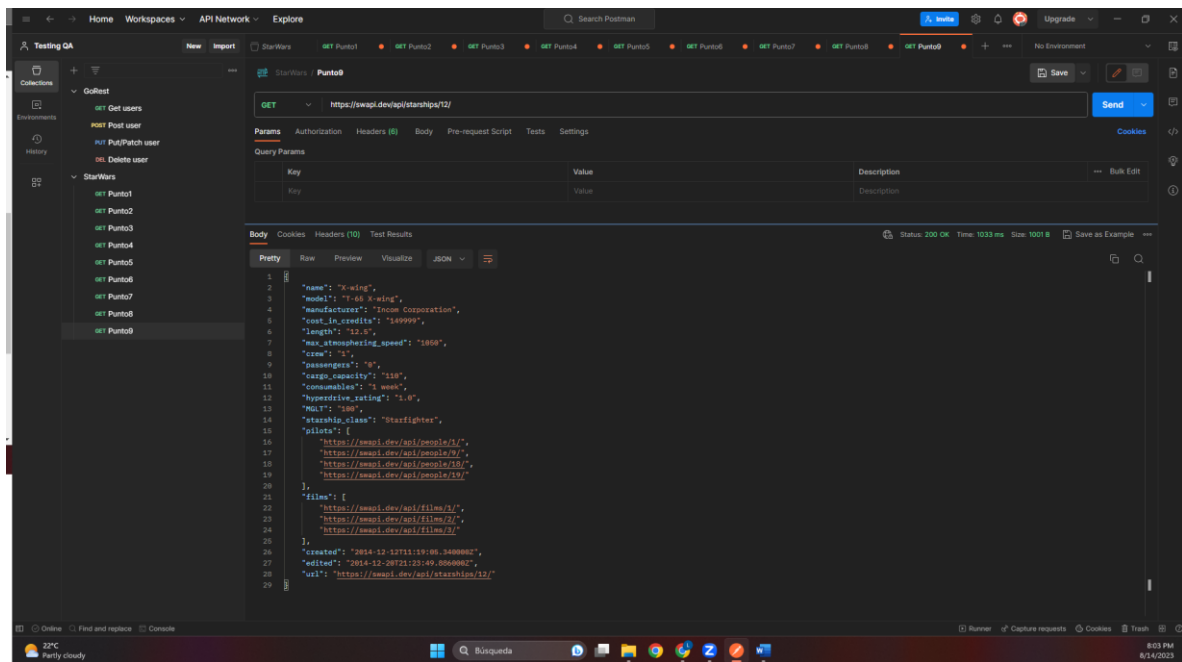 Home Workspaces API Network Explore Search Postman Invite Upgrade
Testing QA New Import StarWars GET Punto1 GET Punto2 GET Punto3 GET Punto4 GET Punto5 GET Punto6 GET Punto7 GET Punto8 GET Punto9 No Environment
Collections
Environments
History
GoRest
GET Get users
POST Post user
PUT Put/Patch user
DEL Delete user
StarWars
GET Punto1
GET Punto2
GET Punto3
GET Punto4
GET Punto5
GET Punto6
GET Punto7
GET Punto8
GET Punto9
StarWars / Punto9 Save
GET https://swapi.dev/api/starships/12/ Send
Params Authorization Headers (6) Body Pre-request Script Tests Settings Cookies
Query Params
Key Value Description Bulk Edit
Key Value Description
Body Cookies Headers (10) Test Results Status: 200 OK Time: 1033 ms Size: 1001 B Save as Example
Pretty Raw Preview Visualize JSON
1 {
2 "name": "X-wing",
3 "model": "T-65 X-wing",
4 "manufacturer": "Incom Corporation",
5 "cost_in_credits": "149999",
6 "length": "12.5",
7 "max_atmosphering_speed": "1050",
8 "crew": "1",
9 "passengers": "0",
10 "cargo_capacity": "110",
11 "consumables": "1 week",
12 "hyperdrive_rating": "1.0",
13 "MGLT": "100",
14 "starship_class": "Starfighter",
15 "pilots": [
16 "https://swapi.dev/api/people/1/",
17 "https://swapi.dev/api/people/9/",
18 "https://swapi.dev/api/people/18/",
19 "https://swapi.dev/api/people/19/"
20 ],
21 "films": [
22 "https://swapi.dev/api/films/1/",
23 "https://swapi.dev/api/films/2/",
24 "https://swapi.dev/api/films/3/"
25 ],
26 "created": "2014-12-12T11:19:05.340000Z",
27 "edited": "2014-12-20T21:23:49.886000Z",
28 "url": "https://swapi.dev/api/starships/12/"
29 }
Online Find and replace Console Runner Capture requests Cookies Trash
22°C
Partly cloudy
Búsqueda
8:03 PM
8/14/2023